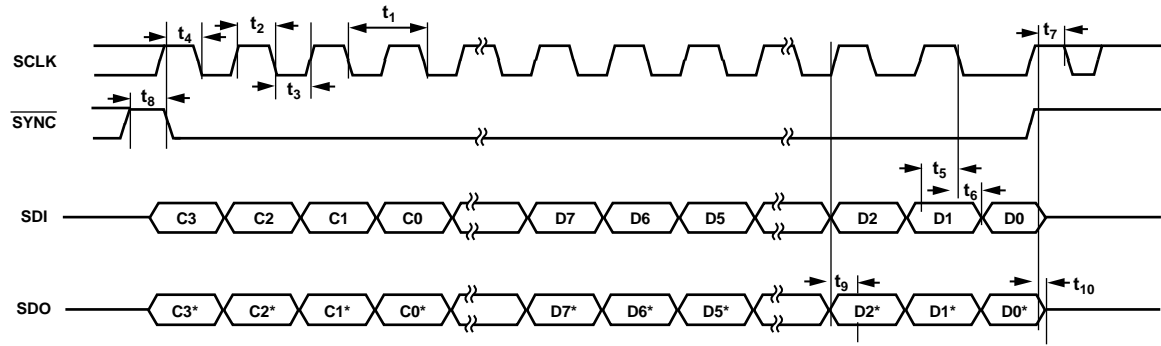 t4 t2 t1 t7
SCLK
t8 t3
SYNC
t5
t6
SDI C3 C2 C1 C0 D7 D6 D5 D2 D1 D0
t9 t10
SDO C3* C2* C1* C0* D7* D6* D5* D2* D1* D0*